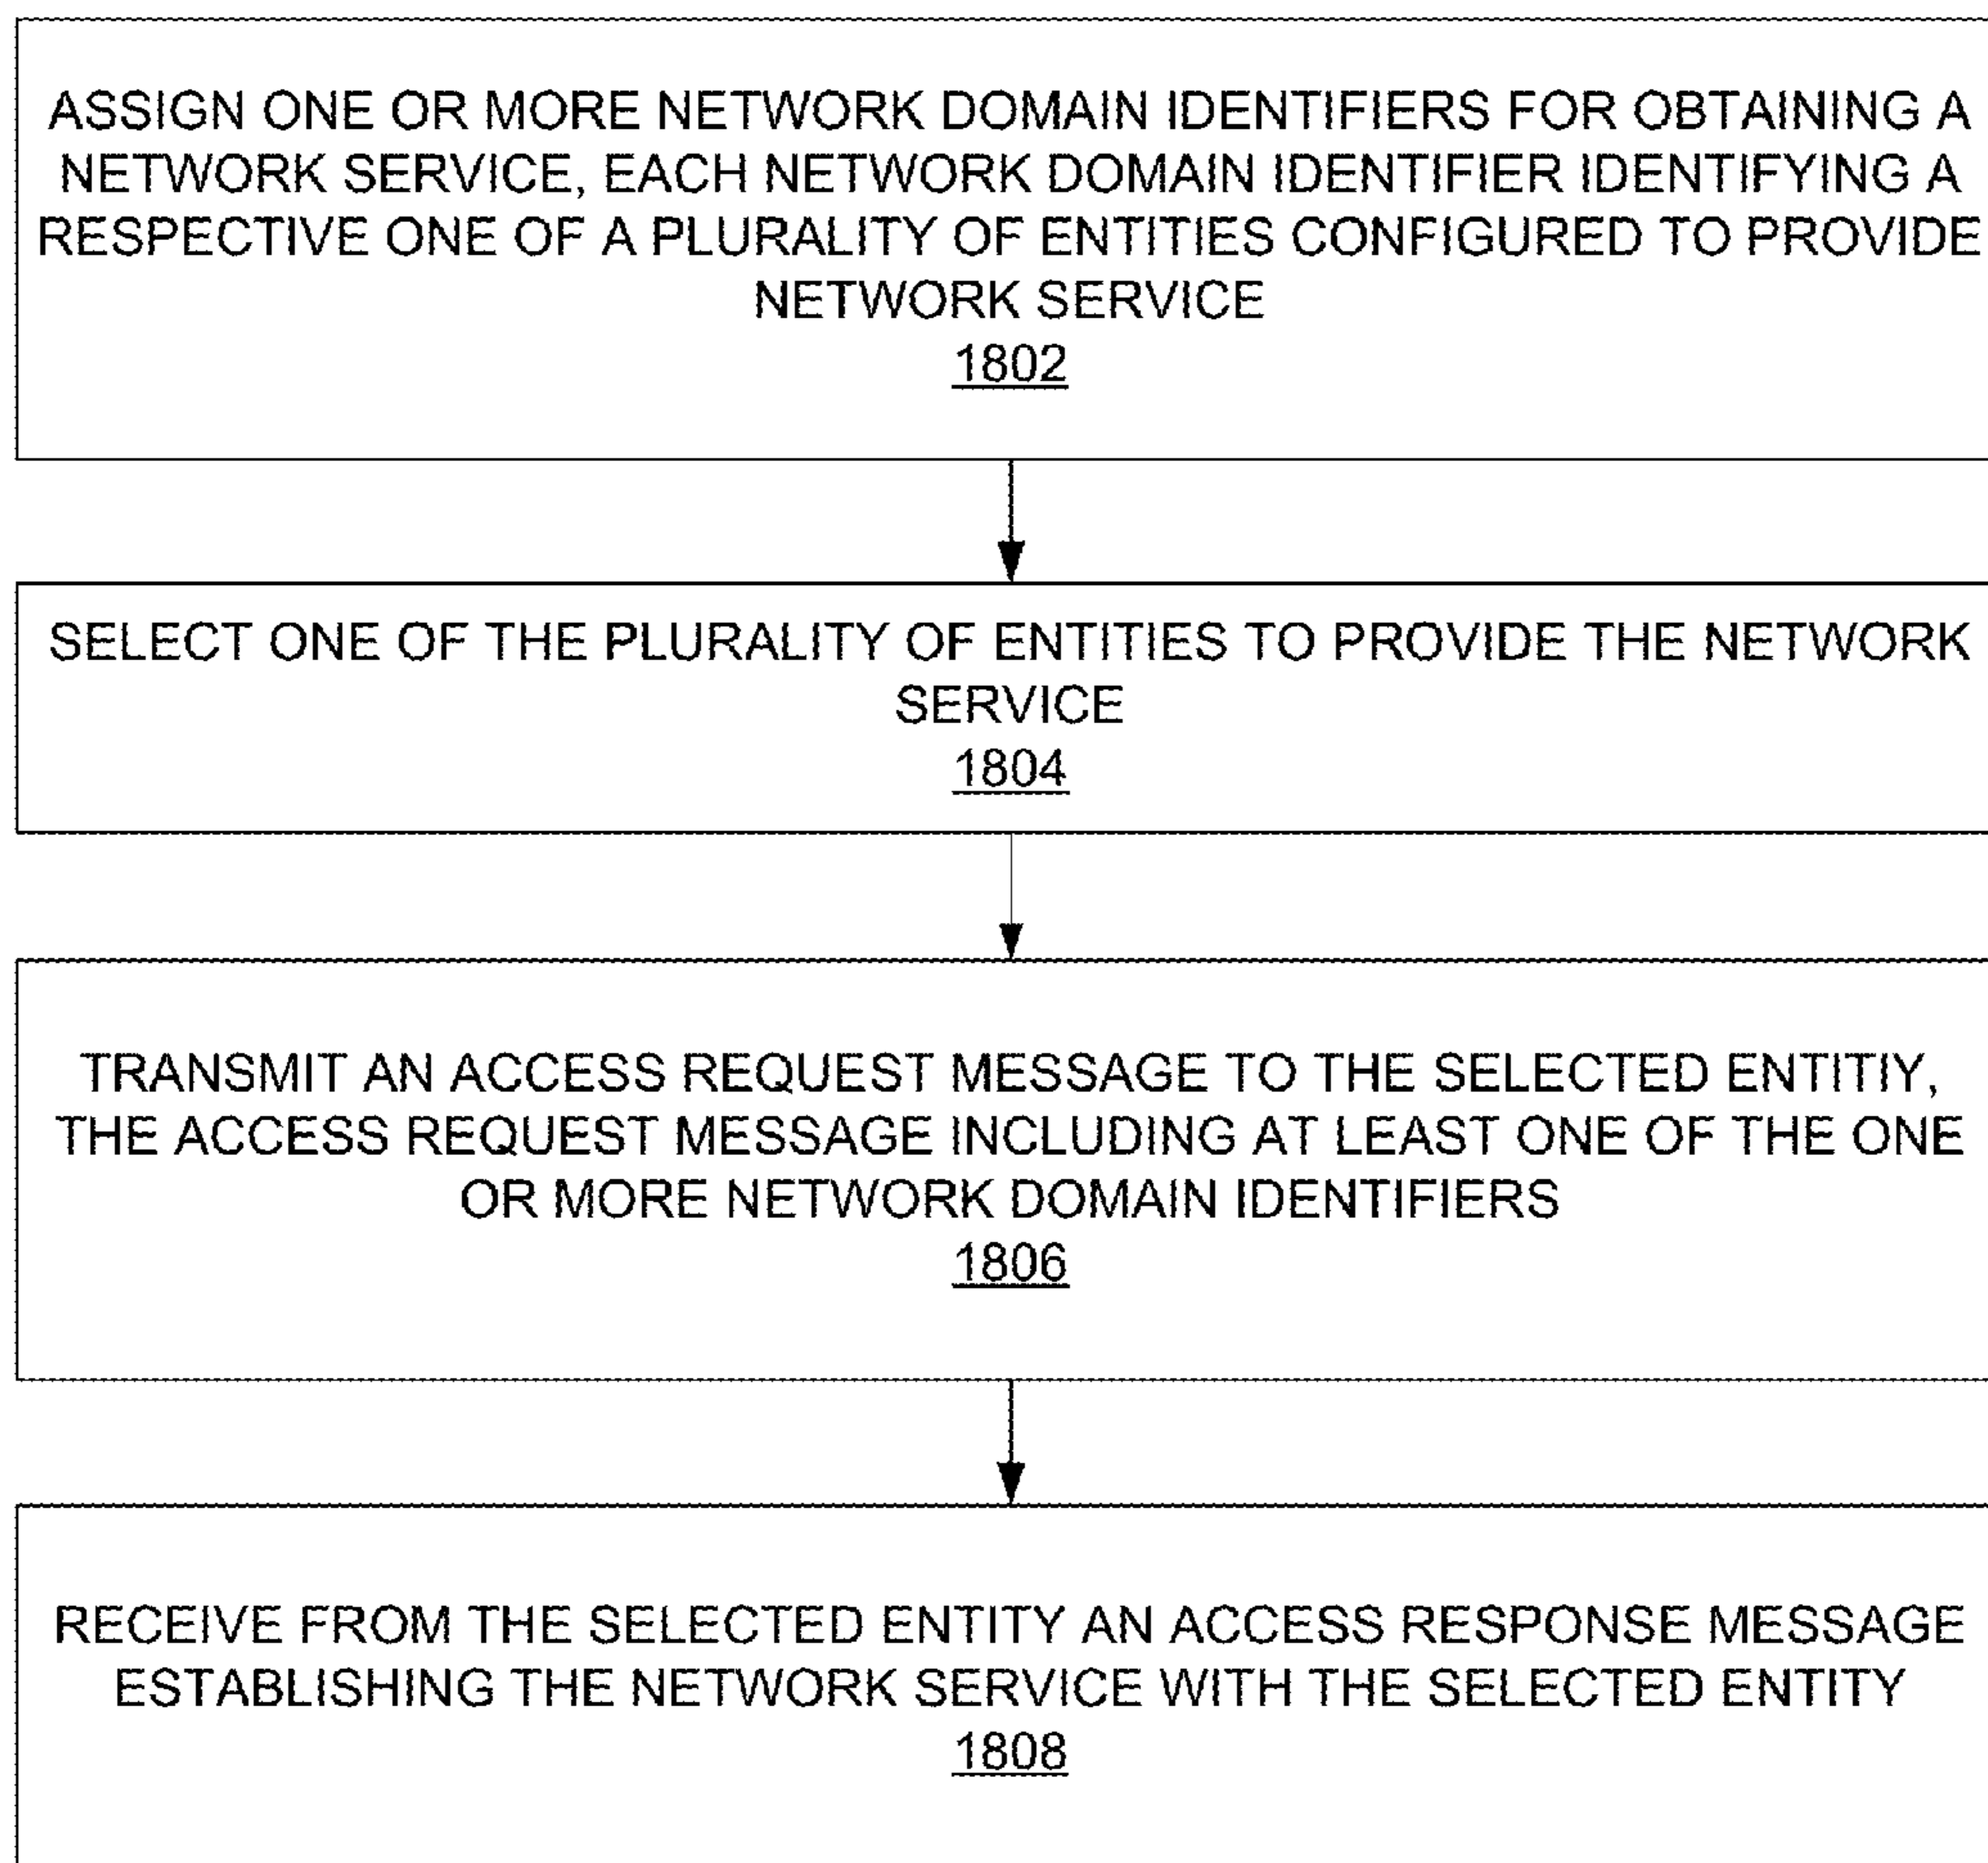 ASSIGN ONE OR MORE NETWORK DOMAIN IDENTIFIERS FOR OBTAINING A
NETWORK SERVICE, EACH NETWORK DOMAIN IDENTIFIER IDENTIFYING A
RESPECTIVE ONE OF A PLURALITY OF ENTITIES CONFIGURED TO PROVIDE
NETWORK SERVICE
1802
SELECT ONE OF THE PLURALITY OF ENTITIES TO PROVIDE THE NETWORK
SERVICE
1804
TRANSMIT AN ACCESS REQUEST MESSAGE TO THE SELECTED ENTITIY,
THE ACCESS REQUEST MESSAGE INCLUDING AT LEAST ONE OF THE ONE
OR MORE NETWORK DOMAIN IDENTIFIERS
1806
RECEIVE FROM THE SELECTED ENTITY AN ACCESS RESPONSE MESSAGE
ESTABLISHING THE NETWORK SERVICE WITH THE SELECTED ENTITY
1808